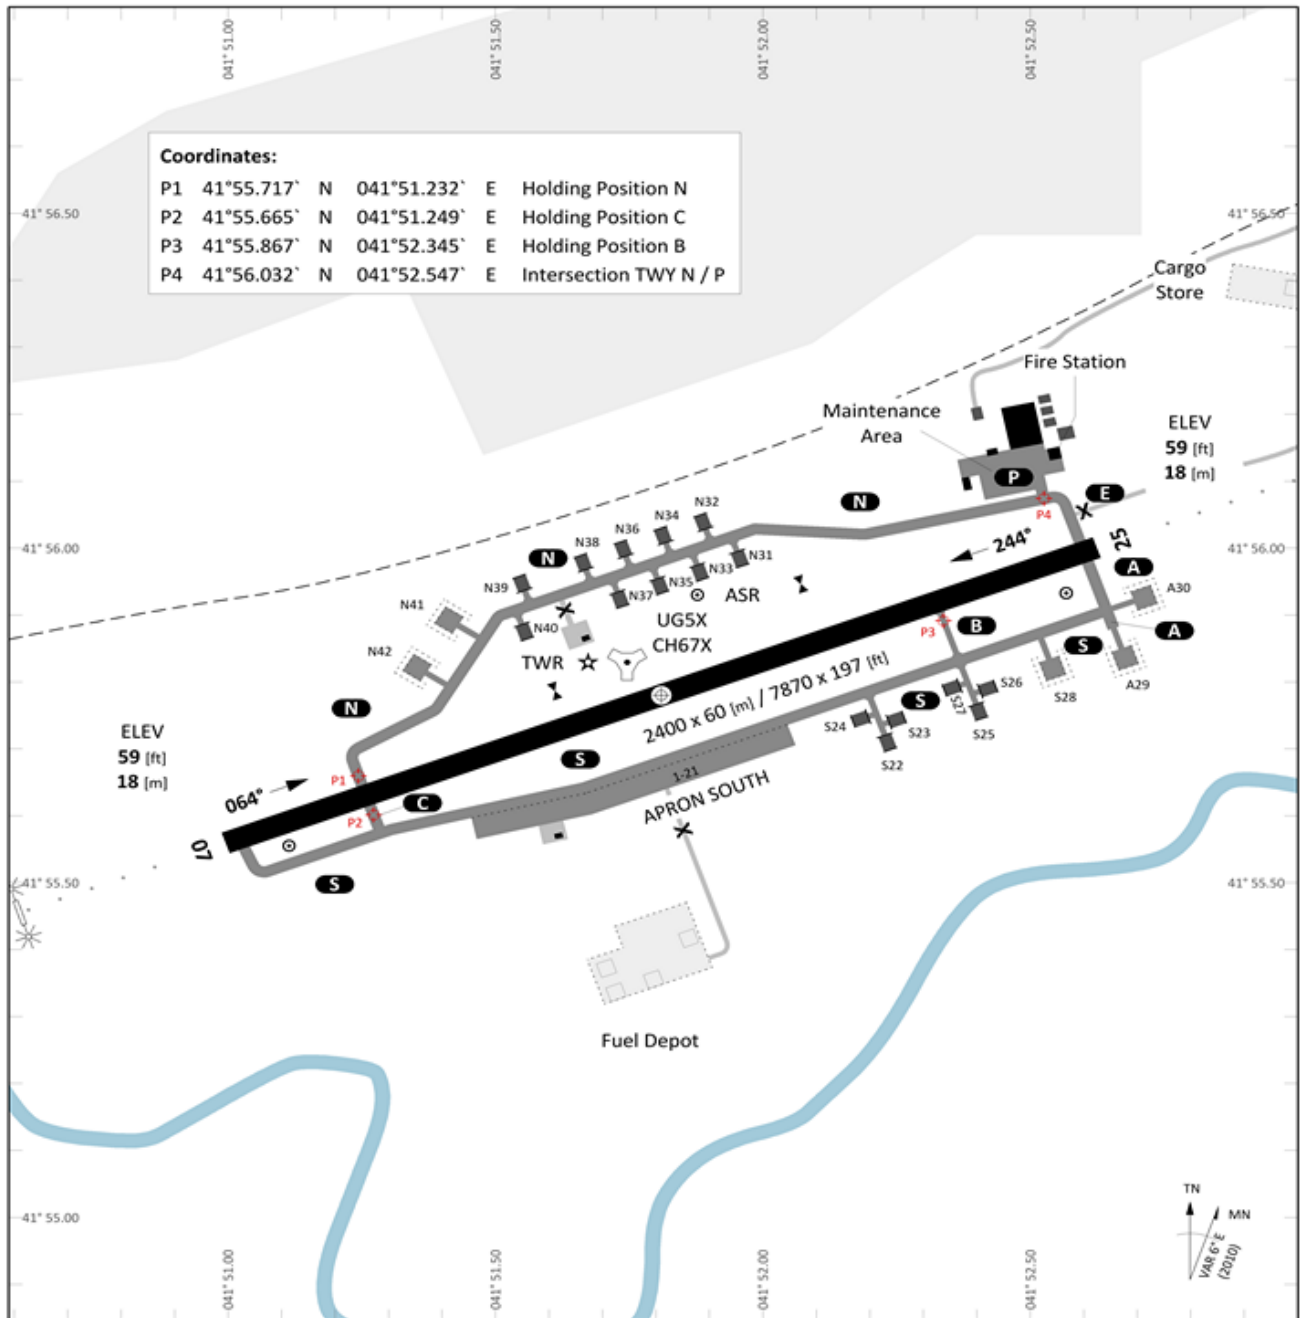 041° 51.00
041° 51.50
041° 52.00
041° 52.50
Coordinates:
P1 41°55.717` N 041°51.232` E Holding Position N
P2 41°55.665` N 041°51.249` E Holding Position C
P3 41°55.867` N 041°52.345` E Holding Position B
P4 41°56.032` N 041°52.547` E Intersection TWY N / P
41° 56.50
41° 56.50
Cargo
Store
Fire Station
Maintenance
Area
ELEV
59 [ft]
18 [m]
P
E
N
P4
N32
N34
N36
N38
N
N39
N41
N42
N40
N37
N35
N33
N31
ASR
UG5X
CH67X
TWR
244°
25
41° 56.00
41° 56.00
A
A30
A
A29
P3
B
S
S28
S26
S27
S25
S
S24
S23
S22
N
ELEV
59 [ft]
18 [m]
2400 x 60 [m] / 7870 x 197 [ft]
S
1-21
APRON SOUTH
P1
064°
P2
C
07
S
41° 55.50
41° 55.50
Fuel Depot
41° 55.00
TN
MN
VAR 6° E
(2010)
041° 51.00
041° 51.50
041° 52.00
041° 52.50